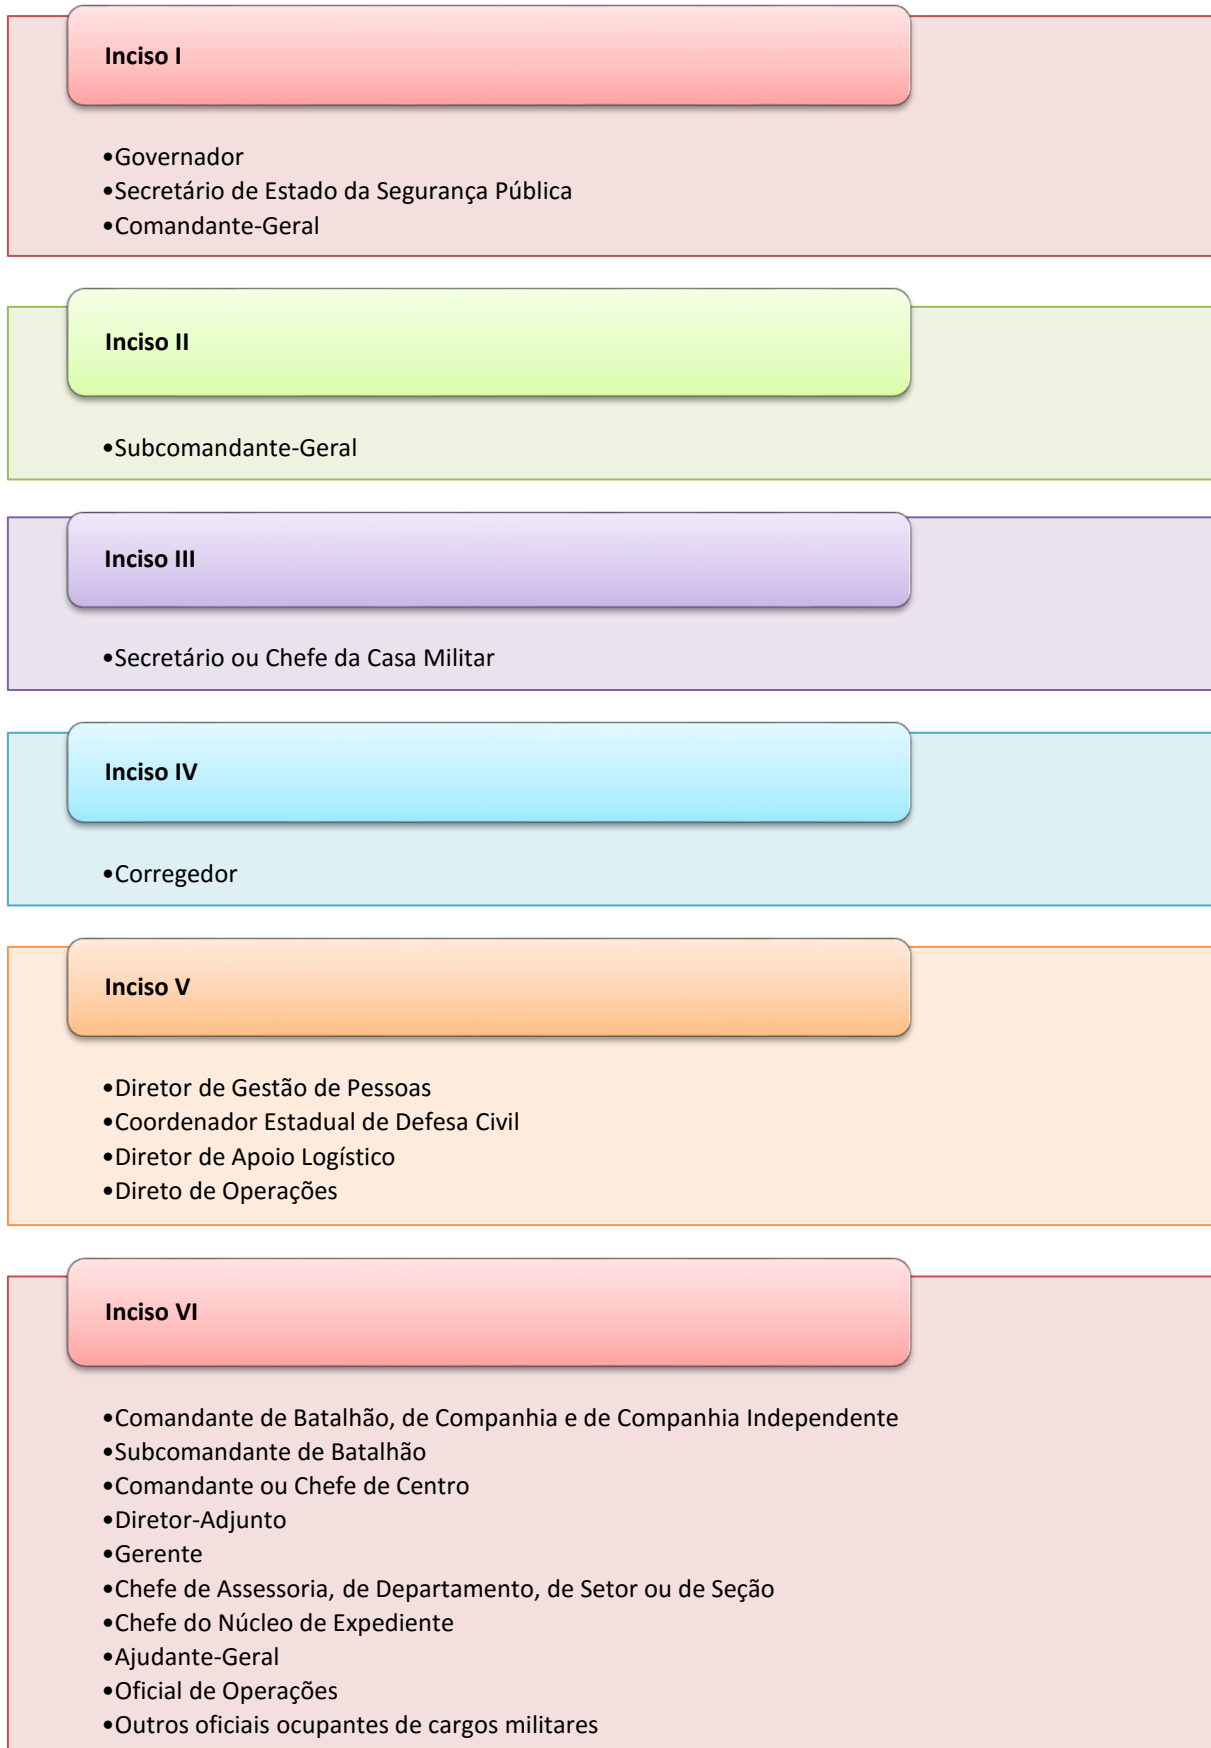 Inciso I
•Governador
•Secretário de Estado da Segurança Pública
•Comandante-Geral
Inciso II
•Subcomandante-Geral
Inciso III
•Secretário ou Chefe da Casa Militar
Inciso IV
•Corregedor
Inciso V
•Diretor de Gestão de Pessoas
•Coordenador Estadual de Defesa Civil
•Diretor de Apoio Logístico
•Direto de Operações
Inciso VI
•Comandante de Batalhão, de Companhia e de Companhia Independente
•Subcomandante de Batalhão
•Comandante ou Chefe de Centro
•Diretor-Adjunto
•Gerente
•Chefe de Assessoria, de Departamento, de Setor ou de Seção
•Chefe do Núcleo de Expediente
•Ajudante-Geral
•Oficial de Operações
•Outros oficiais ocupantes de cargos militares